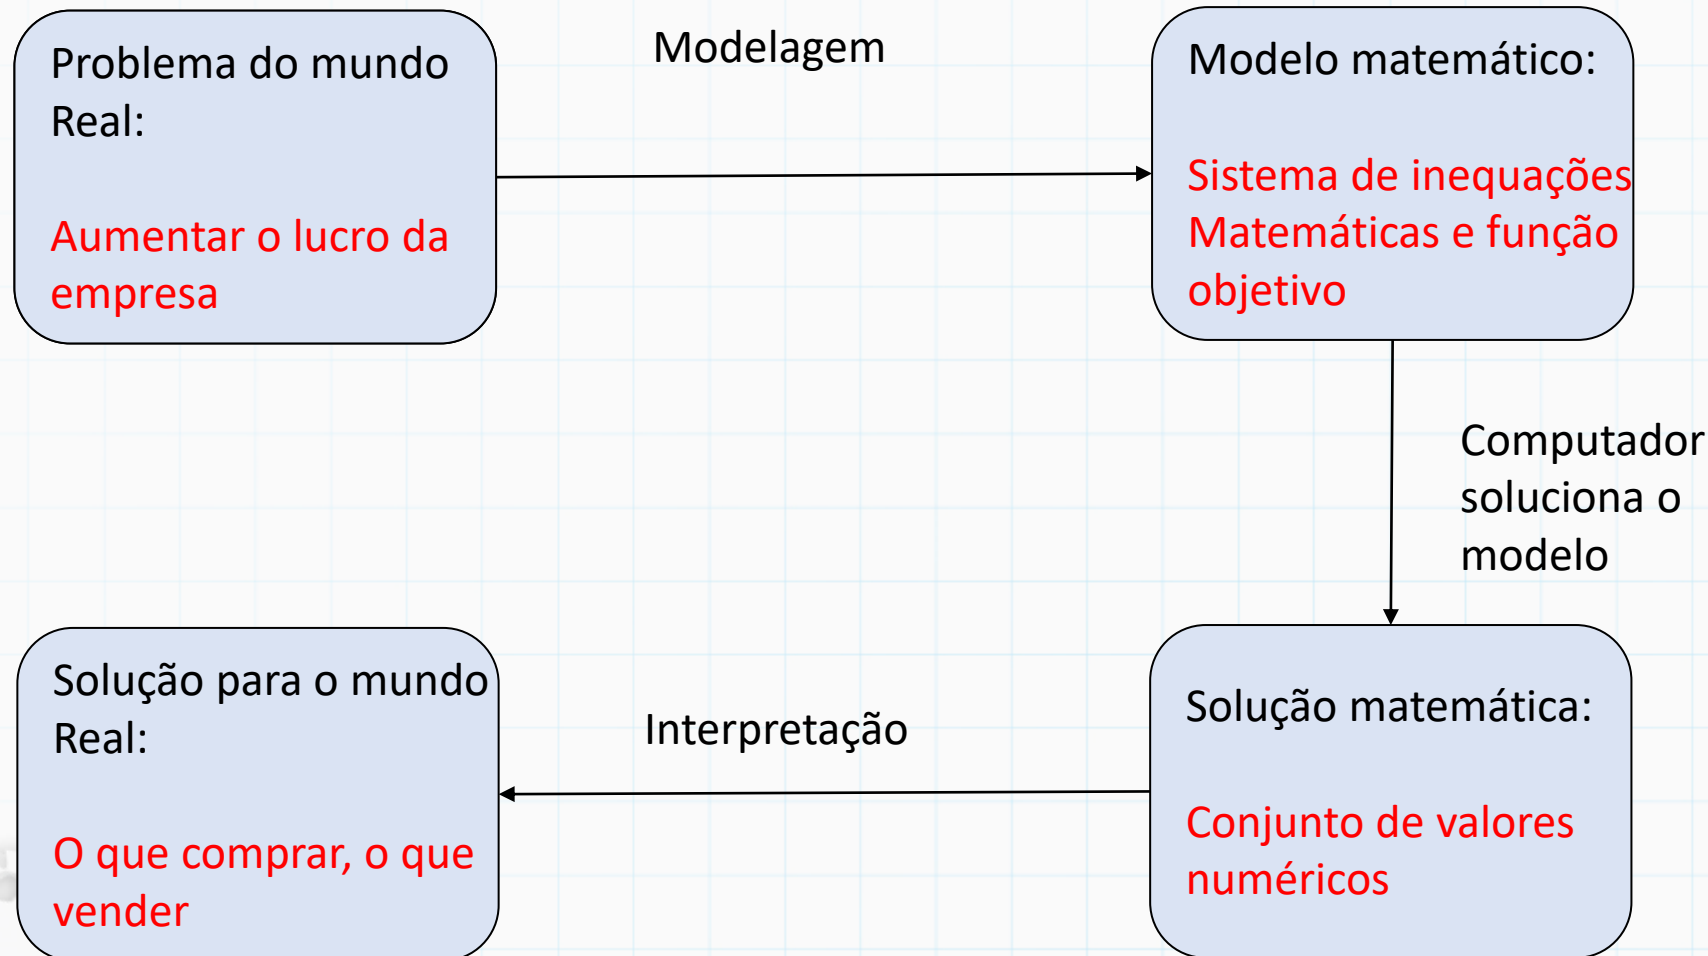 Problema do mundo
Real:
Aumentar o lucro da
empresa
Modelagem
Modelo matemático:
Sistema de inequações
Matemáticas e função
objetivo
Computador
soluciona o
modelo
Solução matemática:
Conjunto de valores
numéricos
Interpretação
Solução para o mundo
Real:
O que comprar, o que
vender